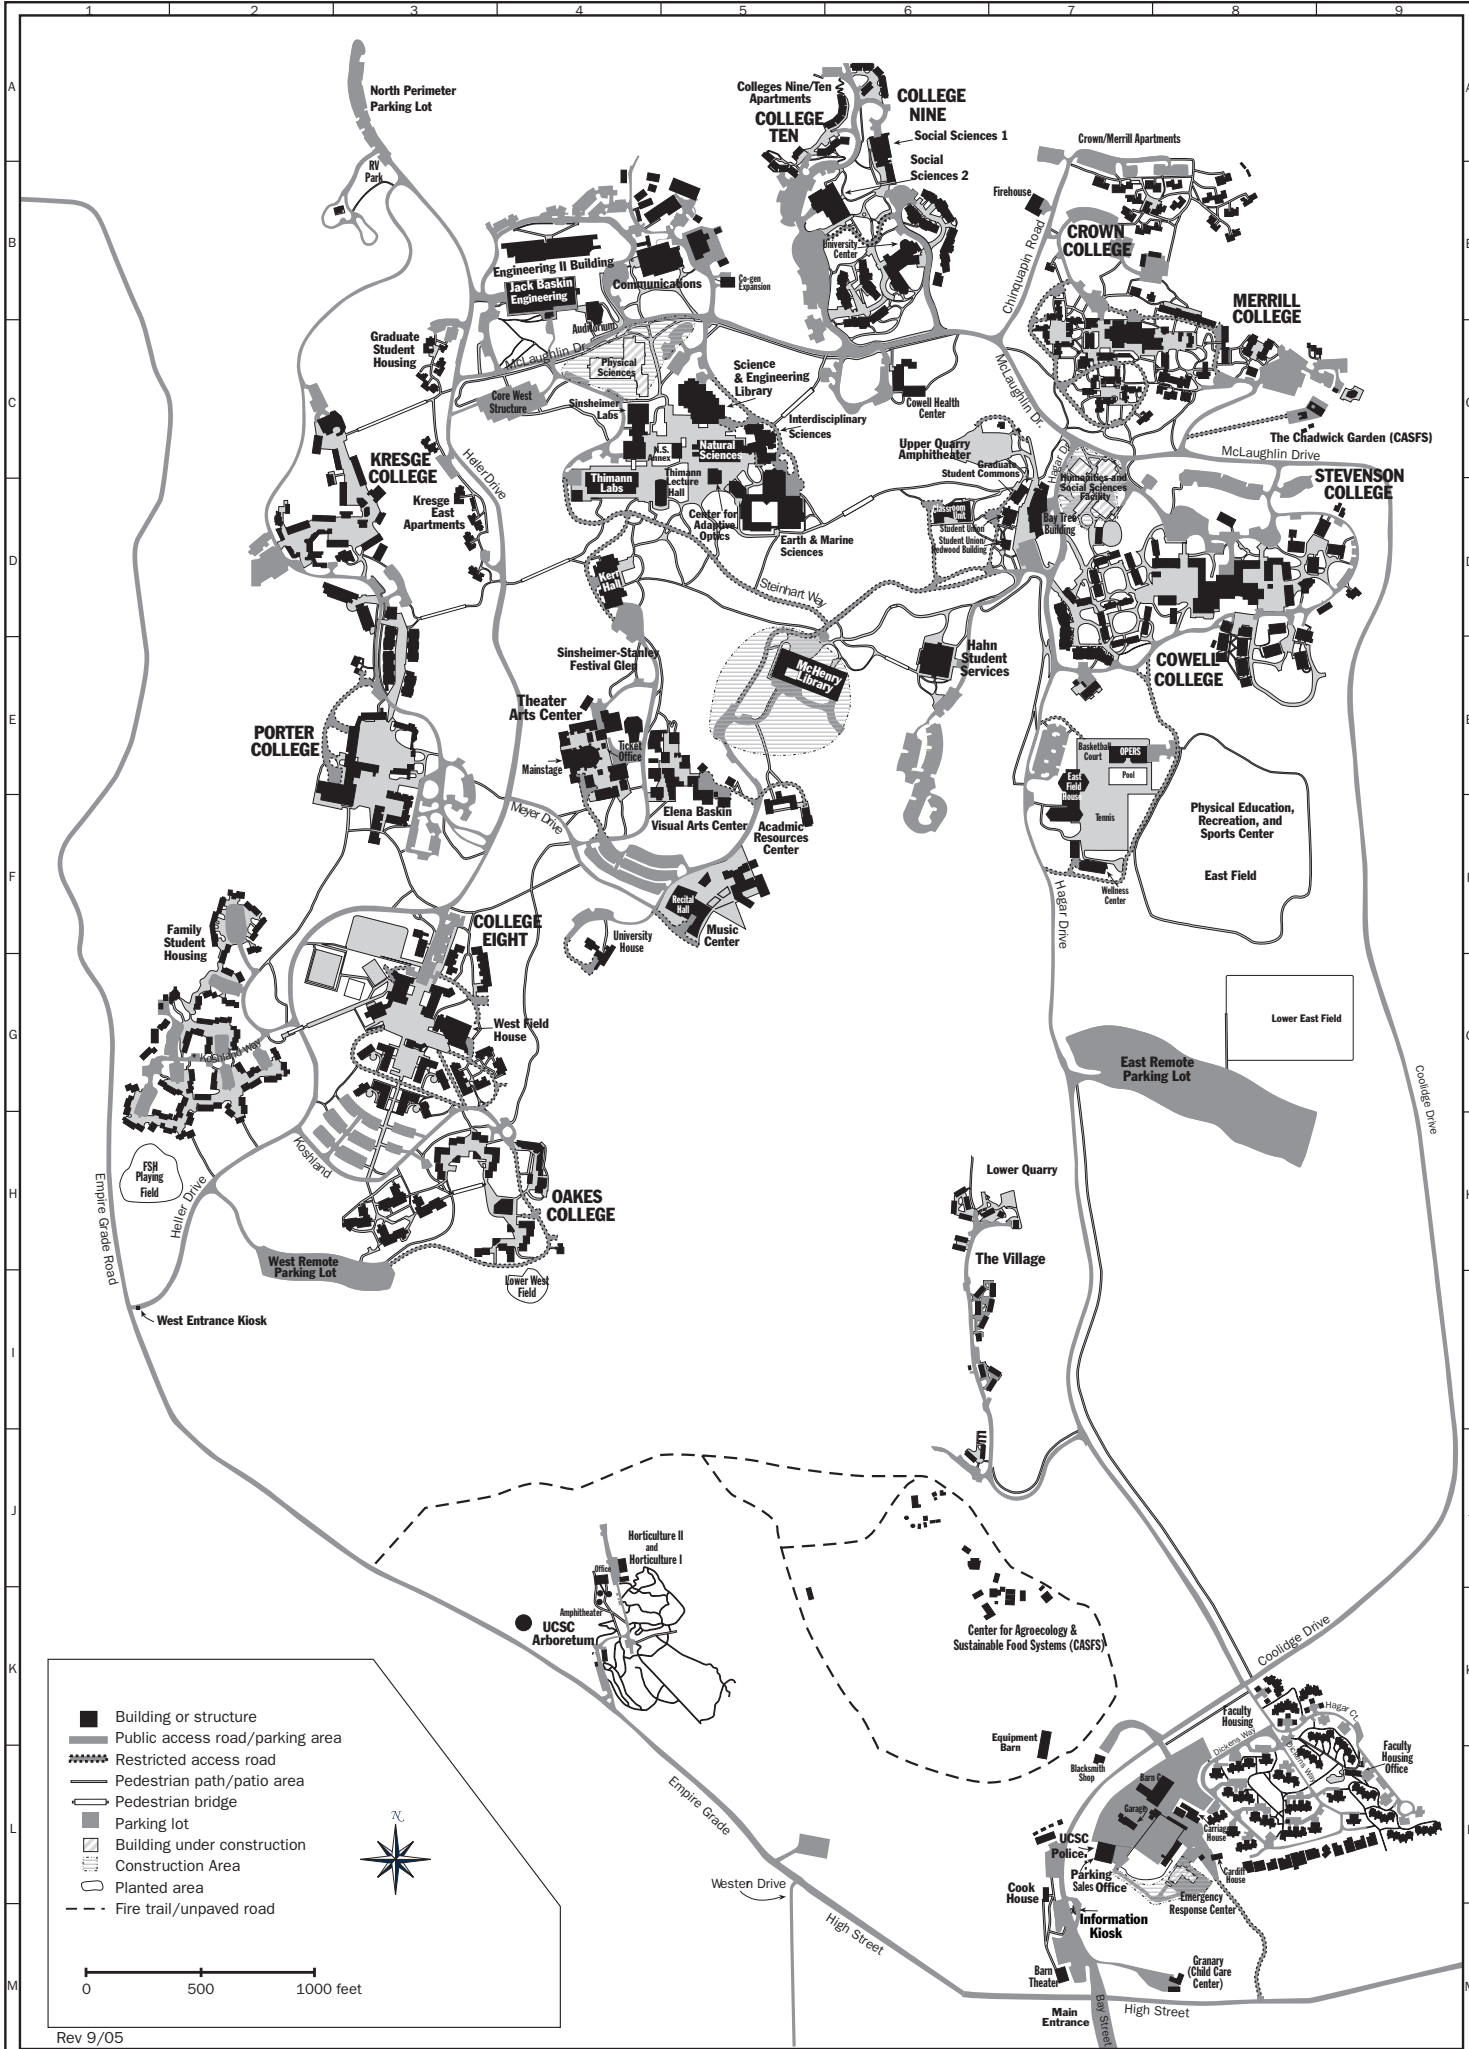 1 2 3 4 5 6 7 8 9
A
North Perimeter
Parking Lot
RV
Park
Colleges Nine/Ten
Apartments
COLLEGE
TEN
COLLEGE
NINE
Social Sciences 1
Social
Sciences 2
Crown/Merrill Apartments
Firehouse
B
University
Center
CROWN
COLLEGE
Chinquapin Road
Engineering II Building
Jack Baskin
Engineering
Communications
Co-gen
Expansion
Auditorium
MERRILL
COLLEGE
Graduate
Student
Housing
McLaughlin Dr.
Physical
Sciences
Science
& Engineering
Library
McLaughlin Dr.
C
Core West
Structure
Sinsheimer
Labs
Interdisciplinary
Sciences
Cowell Health
Center
The Chadwick Garden (CASFS)
McLaughlin Drive
Upper Quarry
Amphitheater
Graduate
Student Commons
Hagar Dr.
KRESGE
COLLEGE
Heller Drive
N.S.
Annex
Natural
Sciences
Thimann
Labs
Thimann
Lecture
Hall
Humanities and
Social Sciences
Facility
STEVENSON
COLLEGE
Kresge
East
Apartments
Center for
Adaptive
Optics
Earth & Marine
Sciences
Classroom
Unit
Student Union
Student Union/
Redwood Building
Bay Tree
Building
D
Kerr
Hall
Steinhart Way
Sinsheimer-Stanley
Festival Glen
McHenry
Library
Hahn
Student
Services
COWELL
COLLEGE
Theater
Arts Center
E
PORTER
COLLEGE
Ticket
Office
Mainstage
Basketball
Court
OPERS
Pool
East
Field
House
Meyer Drive
Elena Baskin
Visual Arts Center
Acadmic
Resources
Center
Tennis
Physical Education,
Recreation, and
Sports Center
East Field
F
Wellness
Center
Hagar Drive
Recital
Hall
Music
Center
University
House
COLLEGE
EIGHT
Family
Student
Housing
G
West Field
House
Koshland Way
Lower East Field
East Remote
Parking Lot
Coolidge Drive
FSH
Playing
Field
Koshland
H
Heller Drive
Empire Grade Road
OAKES
COLLEGE
Lower Quarry
The Village
West Remote
Parking Lot
Lower West
Field
West Entrance Kiosk
I
J
Horticulture II
and
Horticulture I
Office
Amphitheater
UCSC
Arboretum
Center for Agroecology &
Sustainable Food Systems (CASFS)
K
Coolidge Drive
Faculty
Housing
Hagar Ct.
Dickens Way
Dickens Way
Faculty
Housing
Office
Equipment
Barn
Blacksmith
Shop
Barn G
Garage
Carriage
House
L
Empire Grade
UCSC
Police
Parking
Sales Office
Cardiff
House
Emergency
Response Center
Cook
House
Information
Kiosk
Westen Drive
High Street
Granary
(Child Care
Center)
Barn
Theater
M
Main
Entrance
Bay Street
High Street
Building or structure
Public access road/parking area
Restricted access road
Pedestrian path/patio area
Pedestrian bridge
Parking lot
Building under construction
Construction Area
Planted area
Fire trail/unpaved road
N
0 500 1000 feet
Rev 9/05